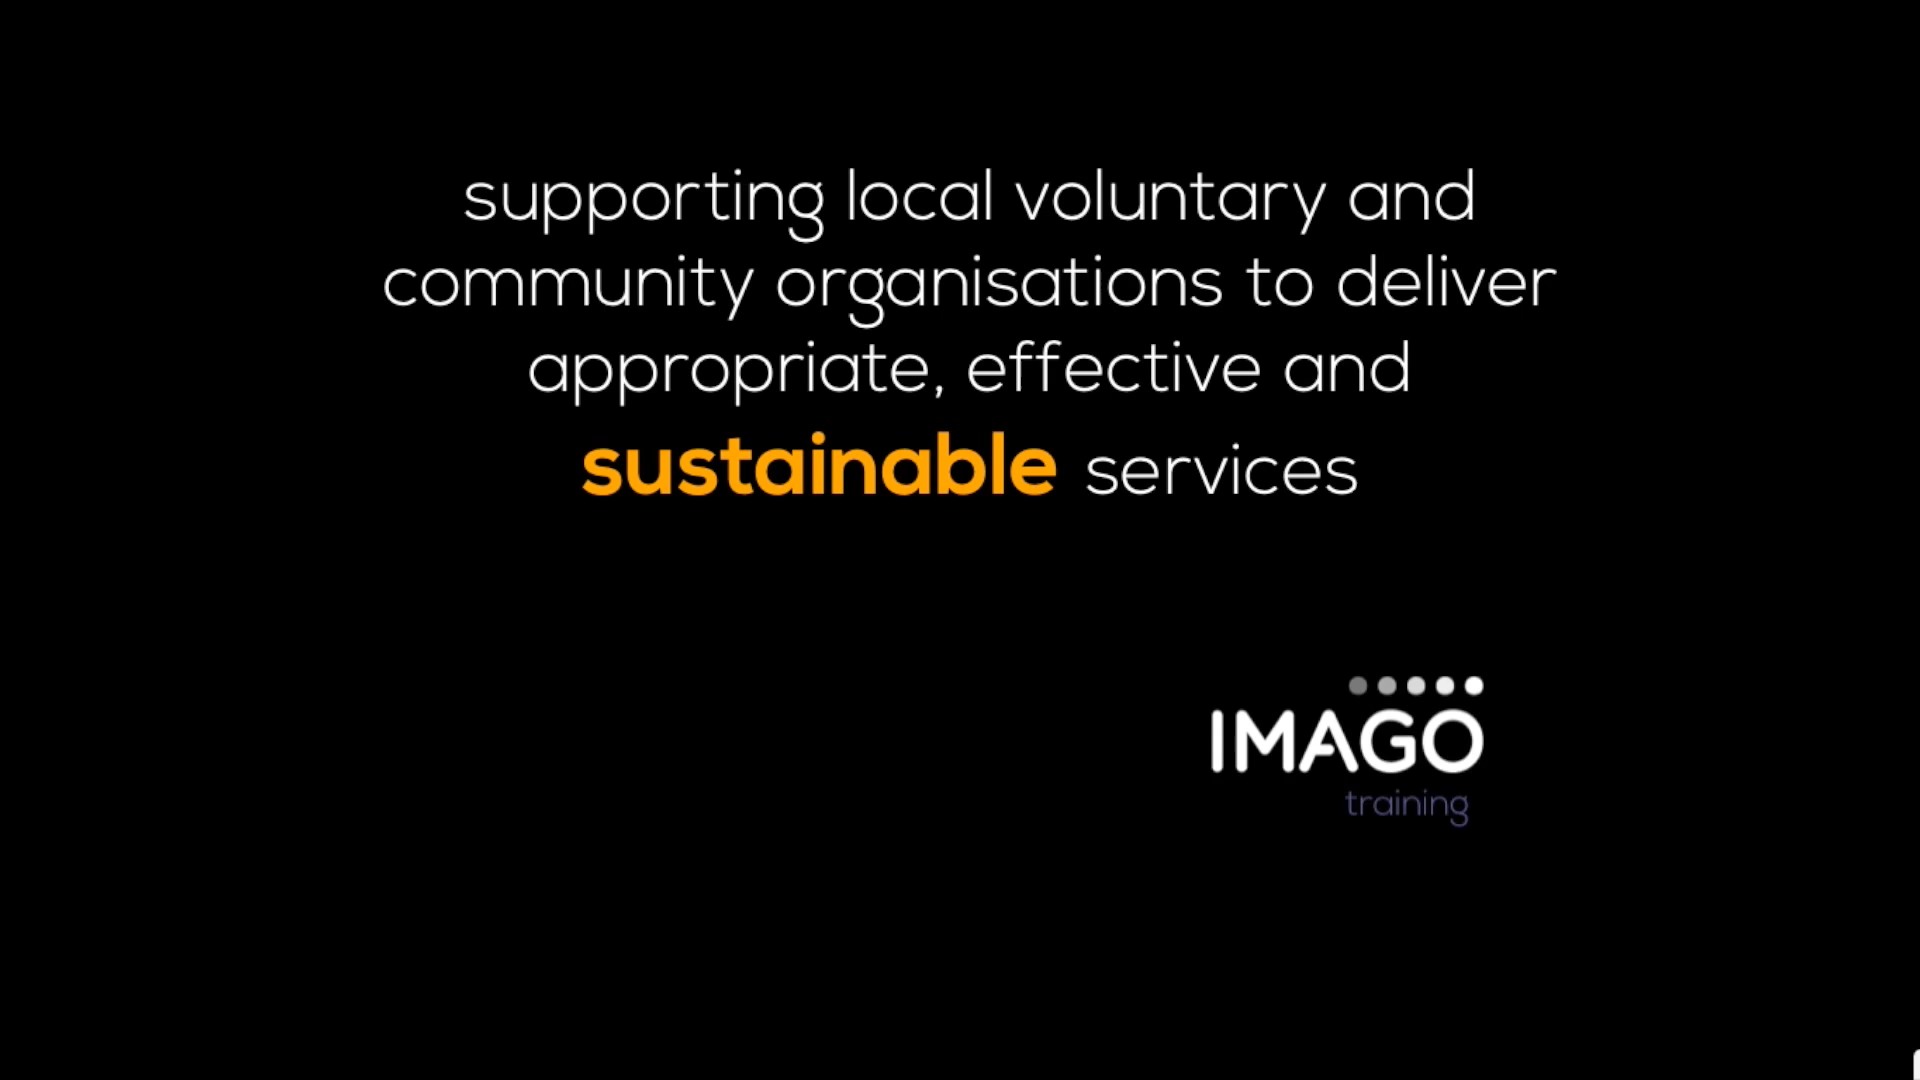 supporting local voluntary and
community organisations to deliver
appropriate, effective and
sustainable services
IMAGO
training